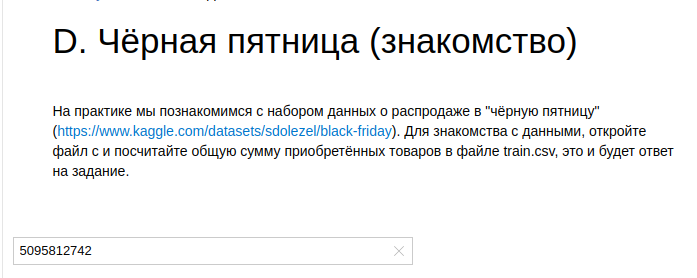 D. Чёрная пятница (знакомство)
На практике мы познакомимся с набором данных о распродаже в "чёрную пятницу"
(https://www.kaggle.com/datasets/sdolezel/black-friday). Для знакомства с данными, откройте
файл с и посчитайте общую сумму приобретённых товаров в файле train.csv, это и будет ответ
на задание.
5095812742